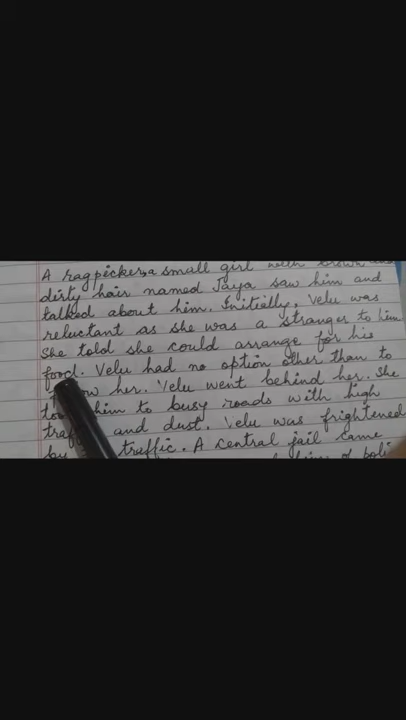 A ragpicker, a small girl with brown and
dirty hair named Jaya saw him and
talked about him. Initially, Velu was
reluctant as she was a stranger to him.
She told she could arrange for his
food. Velu had no option other than to
her. Velu went behind her. She
him to busy roads with high
and dust. Velu was frightened
traffic. A central jail came